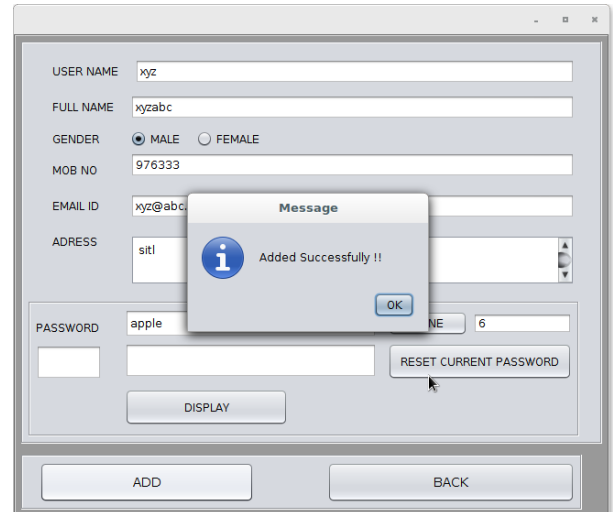 USER NAME xyz
FULL NAME xyzabc
GENDER MALE FEMALE
MOB NO 976333
EMAIL ID xyz@abc.
Message
ADRESS sitl
Added Successfully !!
OK
PASSWORD apple NE 6
RESET CURRENT PASSWORD
DISPLAY
ADD BACK